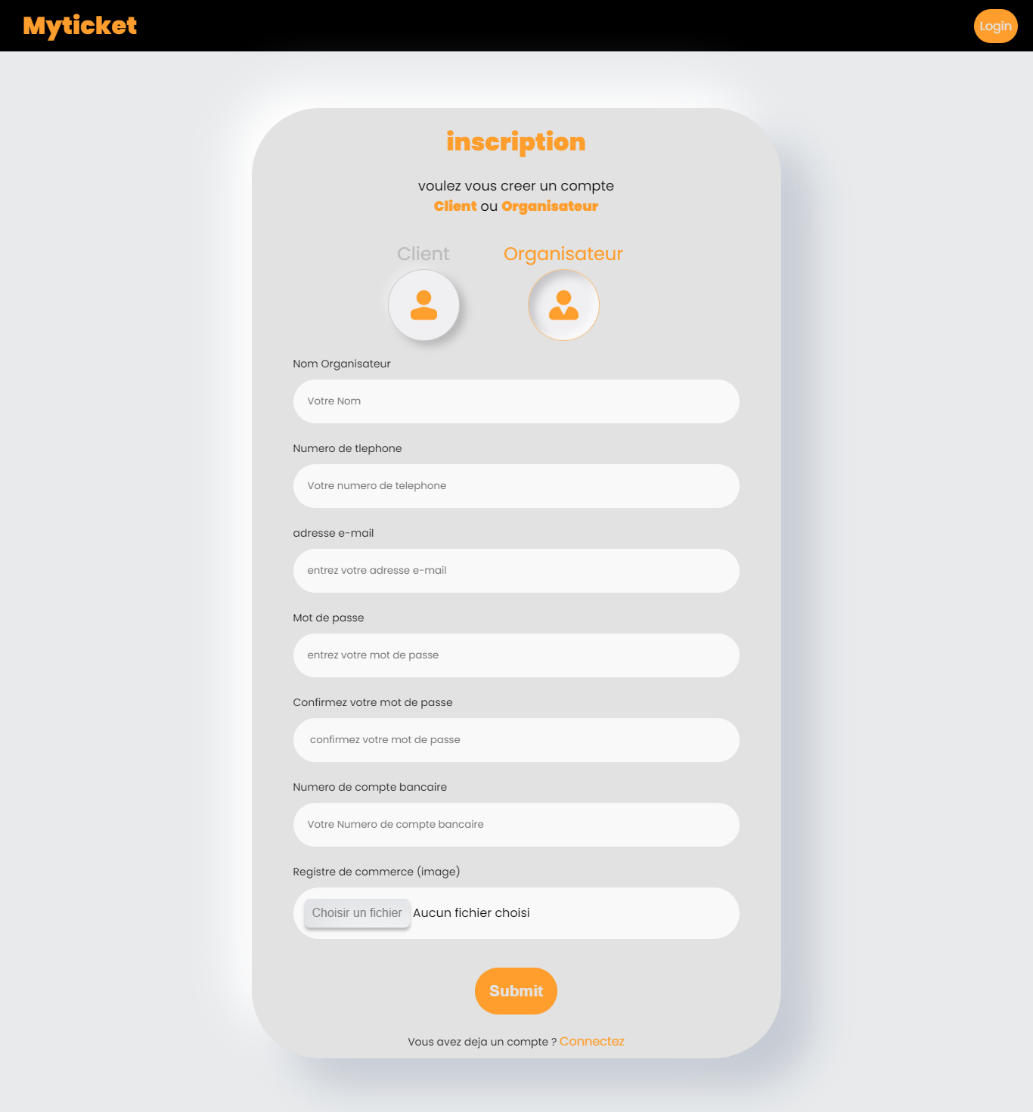 Myticket
Login
inscription
voulez vous creer un compte
Client ou Organisateur
Client
Organisateur
Nom Organisateur
Votre Nom
Numero de tlephone
Votre numero de telephone
adresse e-mail
entrez votre adresse e-mail
Mot de passe
entrez votre mot de passe
Confirmez votre mot de passe
confirmez votre mot de passe
Numero de compte bancaire
Votre Numero de compte bancaire
Registre de commerce (image)
Choisir un fichier Aucun fichier choisi
Submit
Vous avez deja un compte ? Connectez